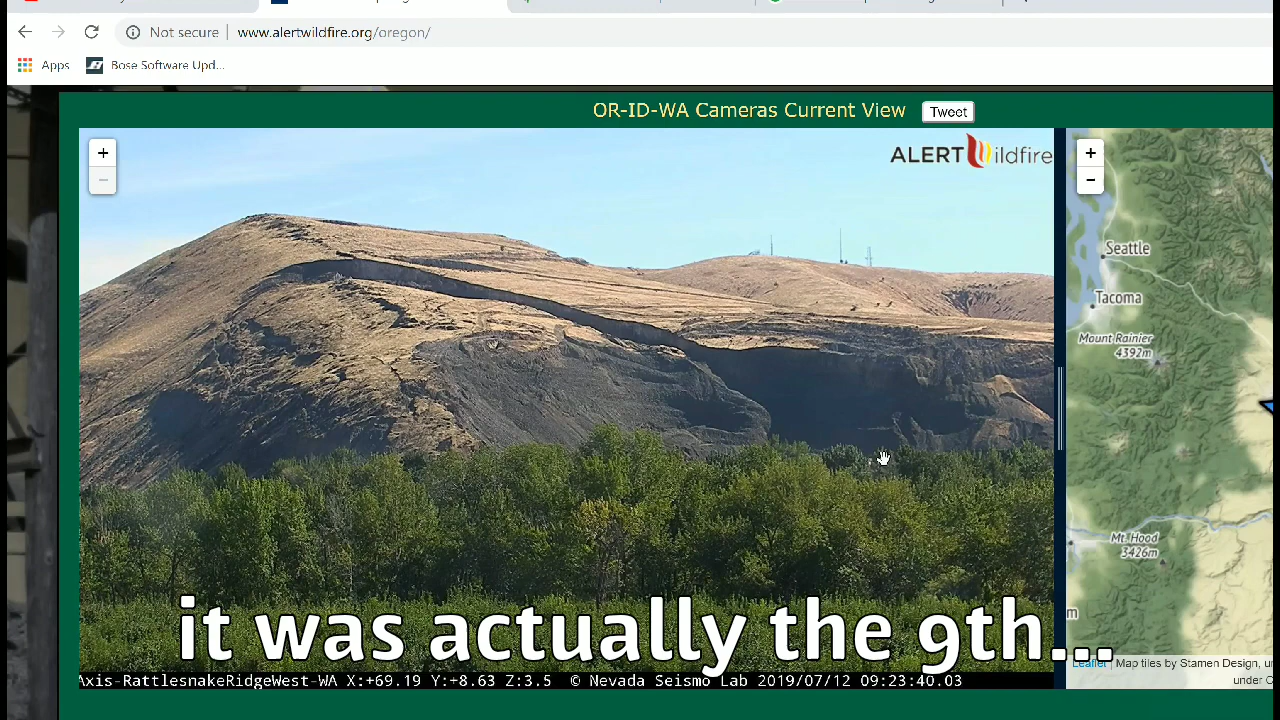 Not secure | www.alertwildfire.org/oregon/
Apps Bose Software Upd...
OR-ID-WA Cameras Current View Tweet
+
−
ALERTWildfire
+
−
Seattle
Tacoma
Mount Rainier
4392m
Mt. Hood
3426m
m
it was actually the 9th...
Leaflet | Map tiles by Stamen Design, un
under C
Axis-RattlesnakeRidgeWest-WA X:+69.19 Y:+8.63 Z:3.5 © Nevada Seismo Lab 2019/07/12 09:23:40.03